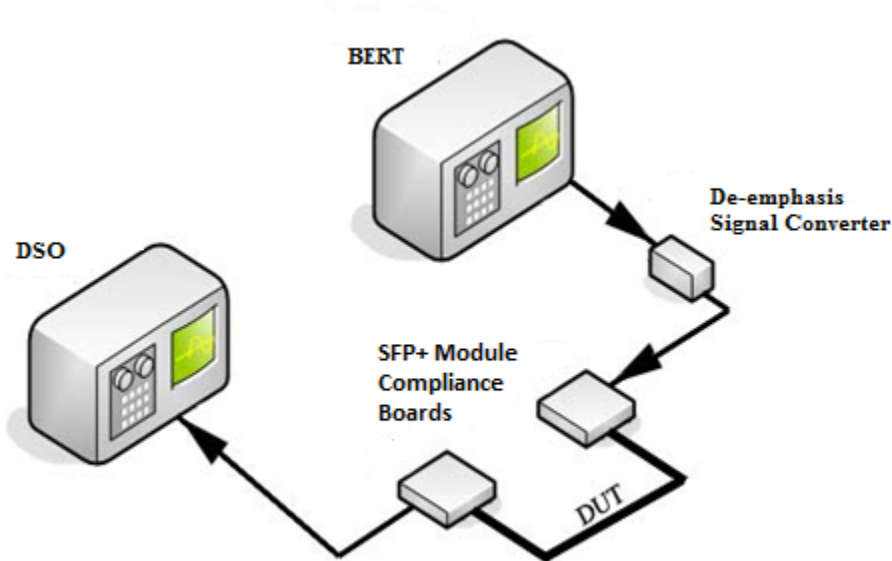 BERT
De-emphasis
Signal Converter
DSO
SFP+ Module
Compliance
Boards
DUT